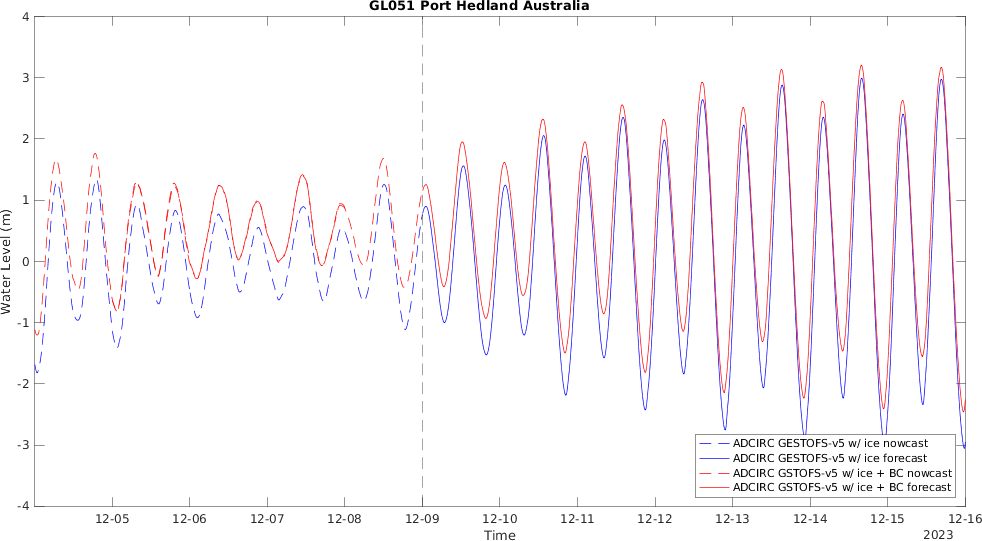 GL051 Port Hedland Australia
4
3
2
1
0
-1
-2
-3
-4
Water Level (m)
ADCIRC GESTOFS-v5 w/ ice nowcast
ADCIRC GESTOFS-v5 w/ ice forecast
ADCIRC GSTOFS-v5 w/ ice + BC nowcast
ADCIRC GSTOFS-v5 w/ ice + BC forecast
12-05 12-06 12-07 12-08 12-09 12-10 12-11 12-12 12-13 12-14 12-15 12-16
Time
2023